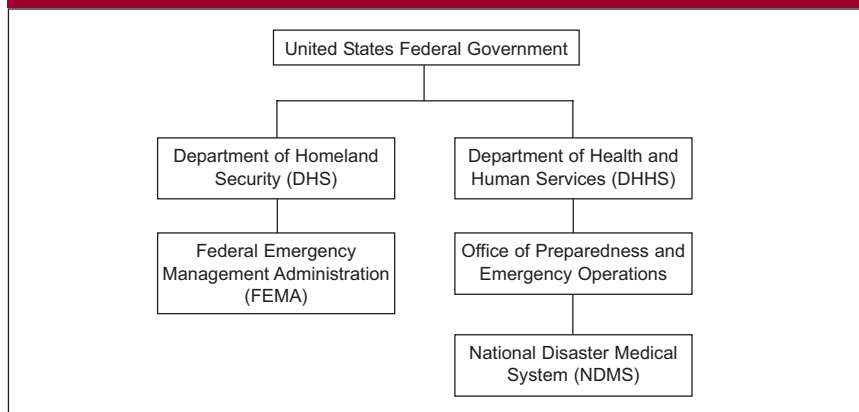 United States Federal Government
Department of Homeland
Security (DHS)
Department of Health and
Human Services (DHHS)
Federal Emergency
Management Administration
(FEMA)
Office of Preparedness and
Emergency Operations
National Disaster Medical
System (NDMS)